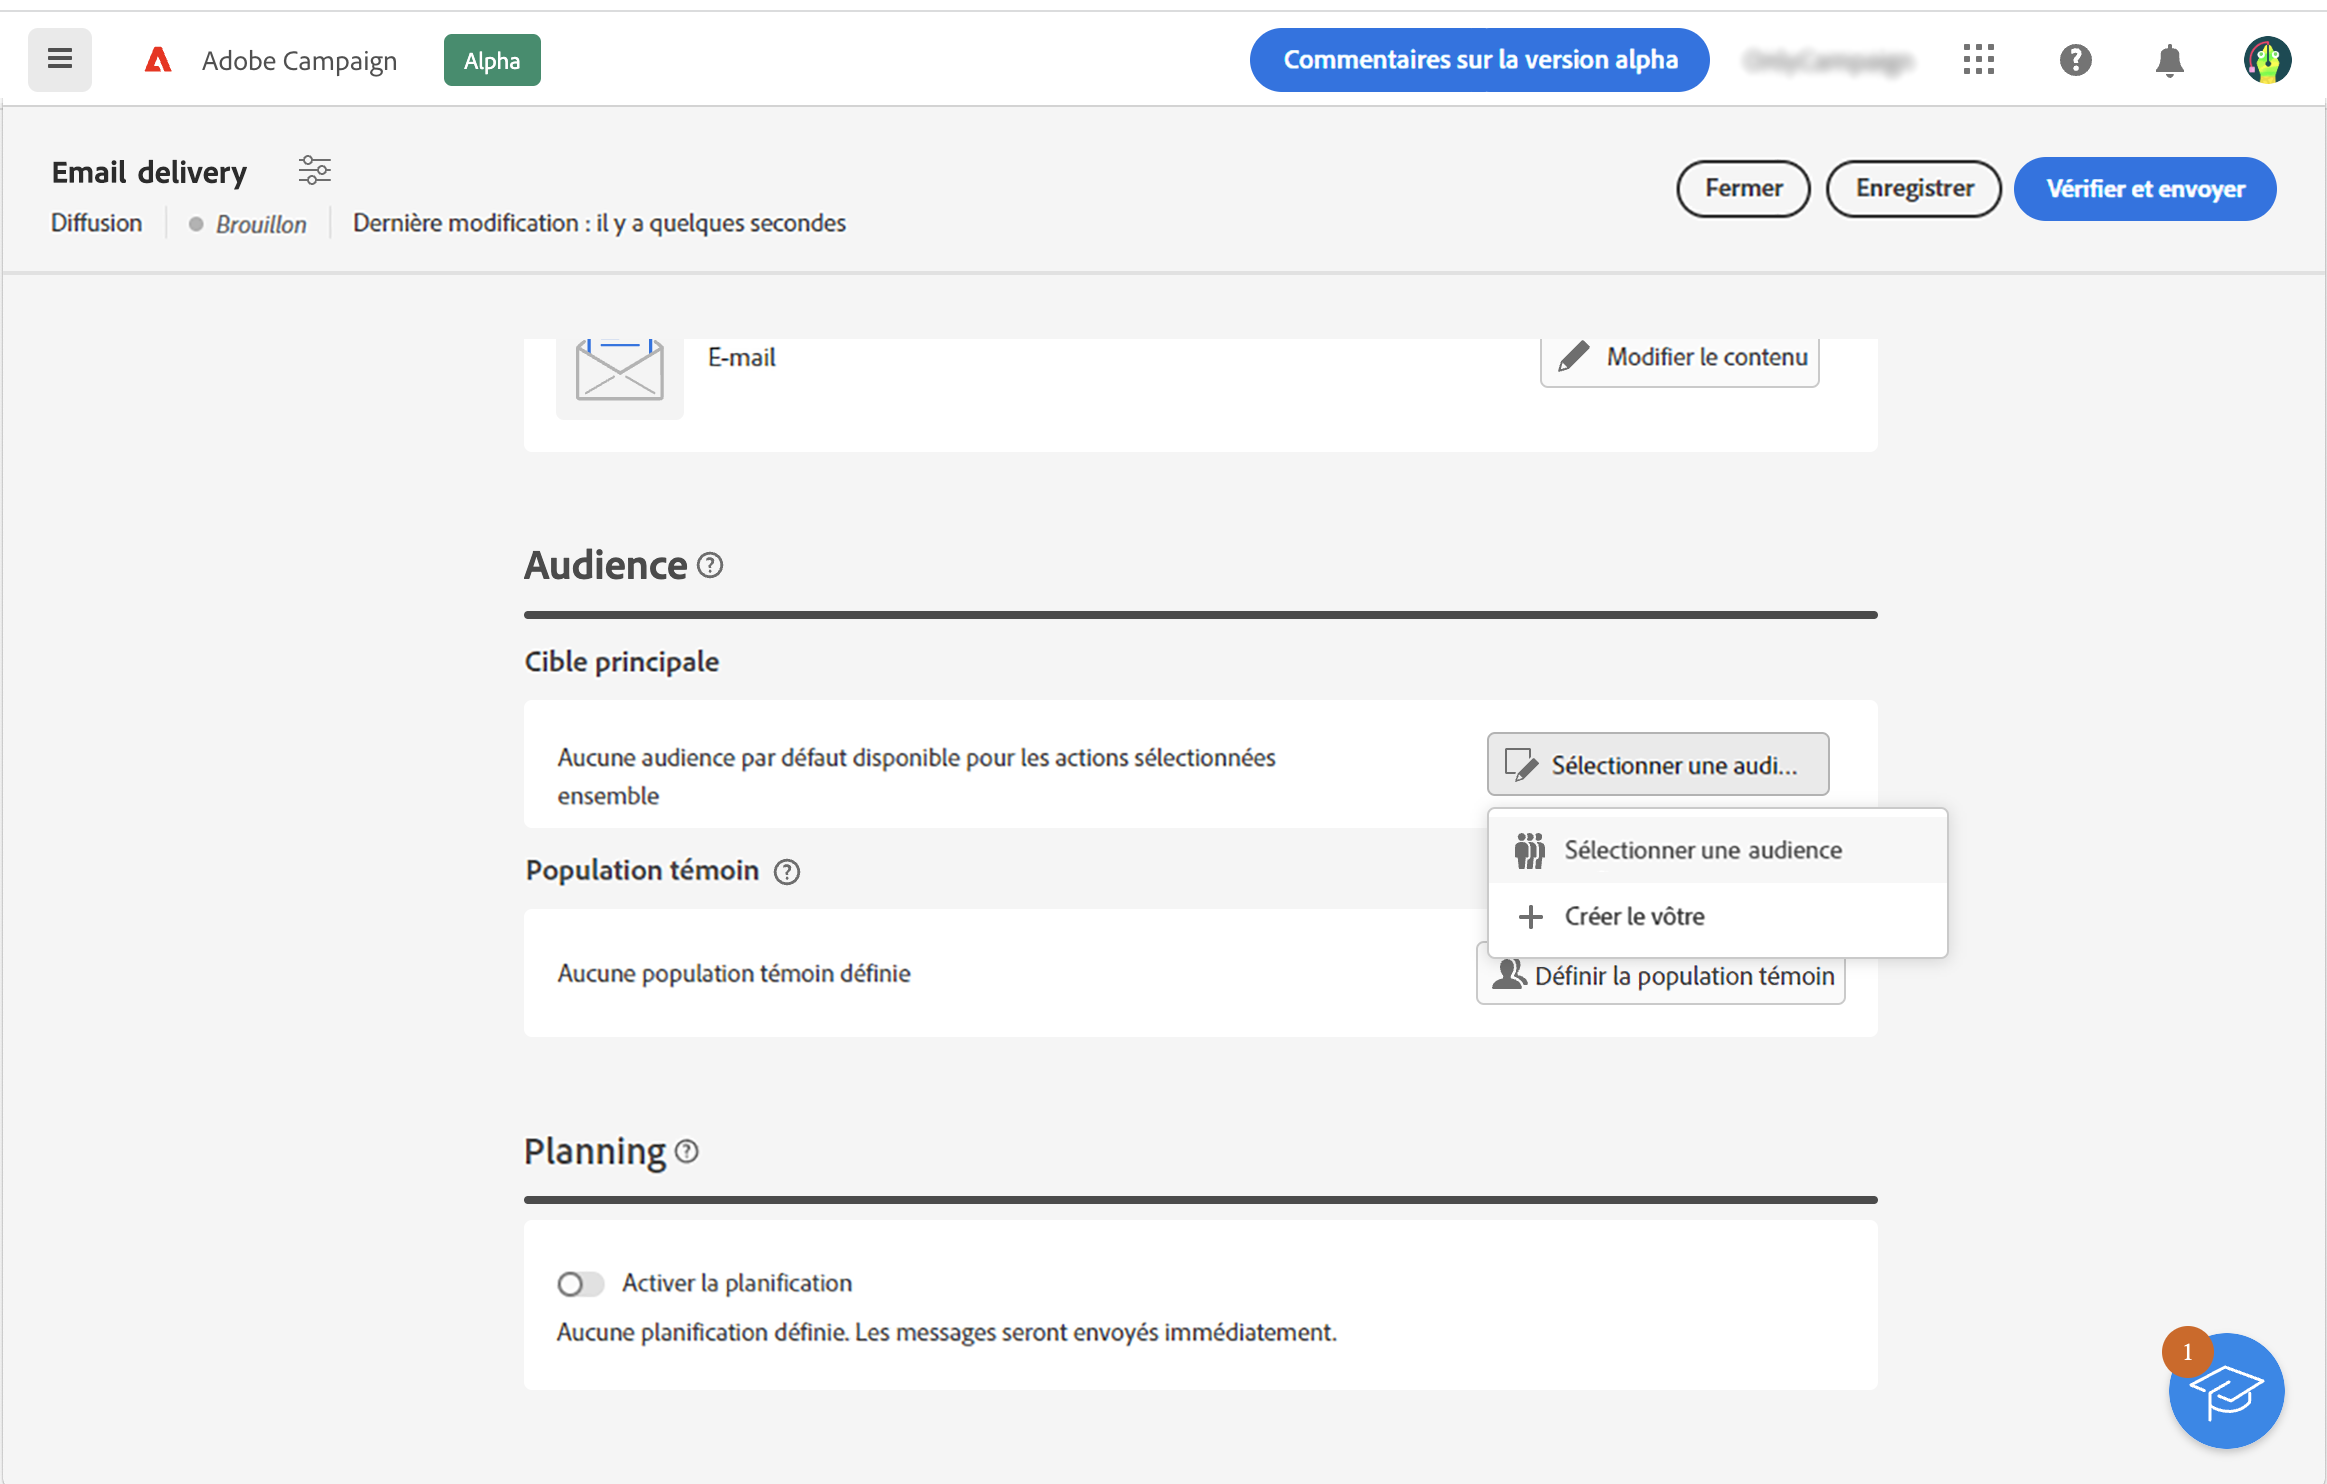 Adobe Campaign
Alpha
Commentaires sur la version alpha
Email delivery
Diffusion
Brouillon
Dernière modification : il y a quelques secondes
Fermer
Enregistrer
Vérifier et envoyer
E-mail
Modifier le contenu
Audience
Cible principale
Aucune audience par défaut disponible pour les actions sélectionnées
ensemble
Sélectionner une audi...
Sélectionner une audience
Créer le vôtre
Population témoin
Aucune population témoin définie
Définir la population témoin
Planning
Activer la planification
Aucune planification définie. Les messages seront envoyés immédiatement.
1